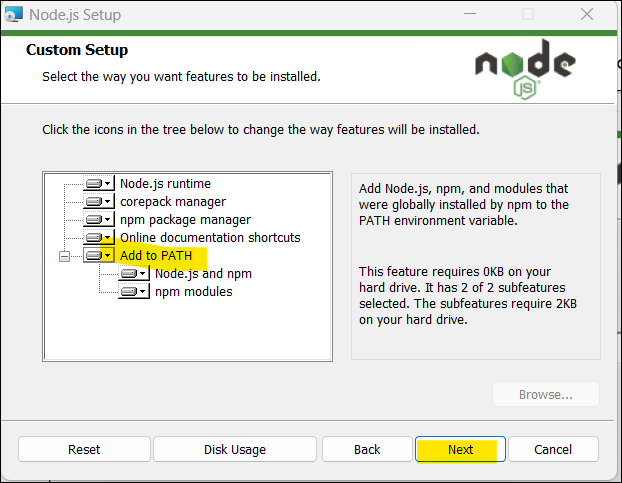 Node.js Setup
Custom Setup
Select the way you want features to be installed.
node
JS
Click the icons in the tree below to change the way features will be installed.
Node.js runtime
corepack manager
npm package manager
Online documentation shortcuts
Add to PATH
Node.js and npm
npm modules
Add Node.js, npm, and modules that
were globally installed by npm to the
PATH environment variable.
This feature requires 0KB on your
hard drive. It has 2 of 2 subfeatures
selected. The subfeatures require 2KB
on your hard drive.
Browse...
Reset
Disk Usage
Back
Next
Cancel